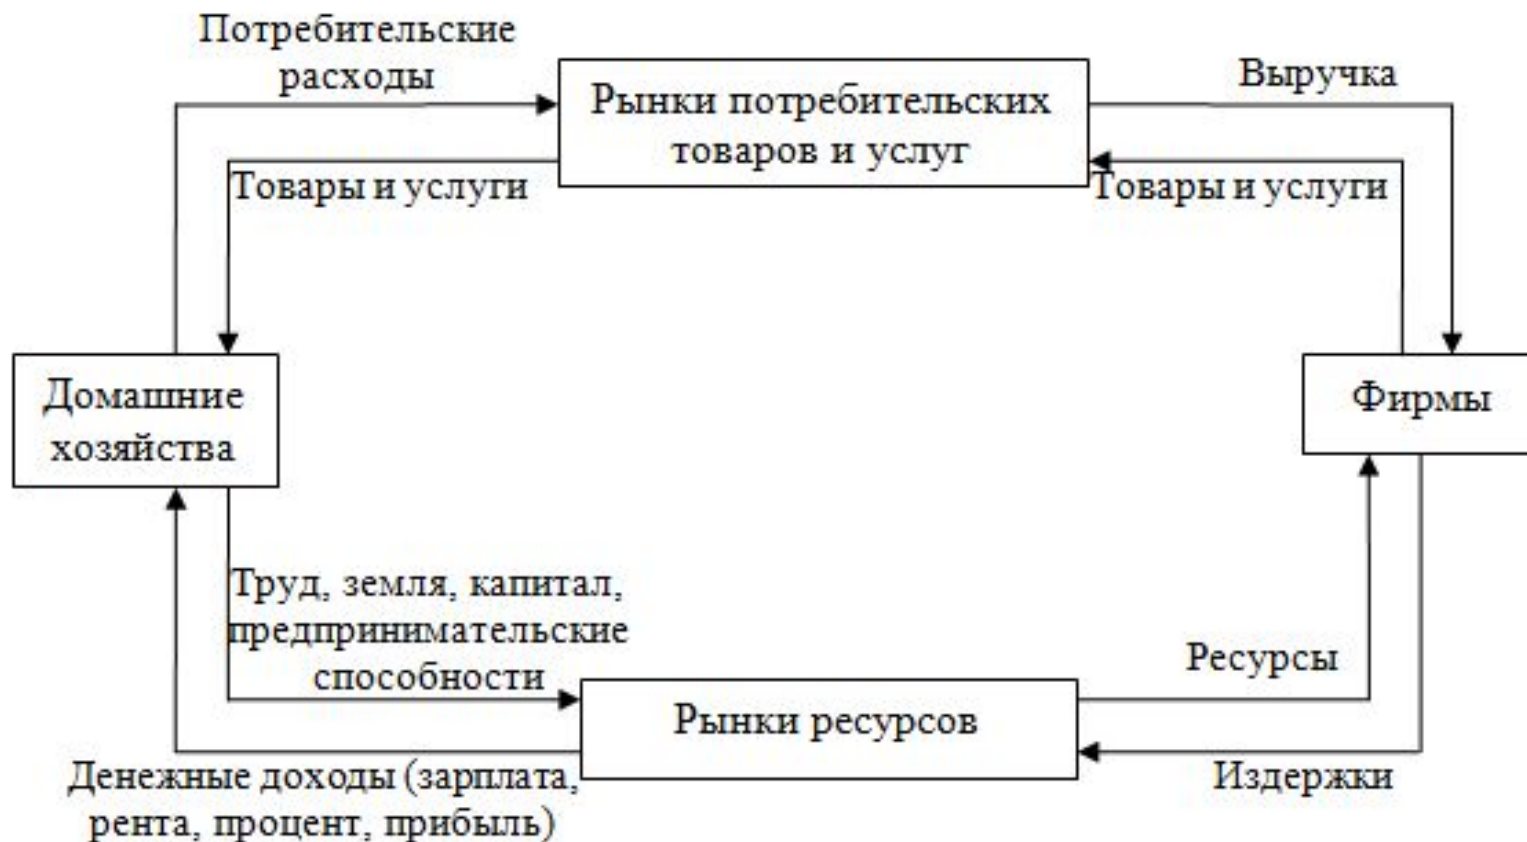 Потребительские
расходы
Рынки потребительских
товаров и услуг
Выручка
Товары и услуги
Товары и услуги
Домашние
хозяйства
Фирмы
Труд, земля, капитал,
предпринимательские
способности
Рынки ресурсов
Ресурсы
Денежные доходы (зарплата,
рента, процент, прибыль)
Издержки